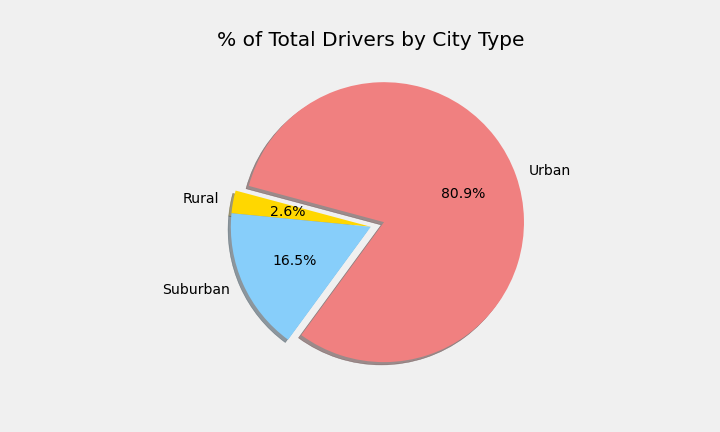 % of Total Drivers by City Type
Urban
80.9%
Rural
2.6%
16.5%
Suburban